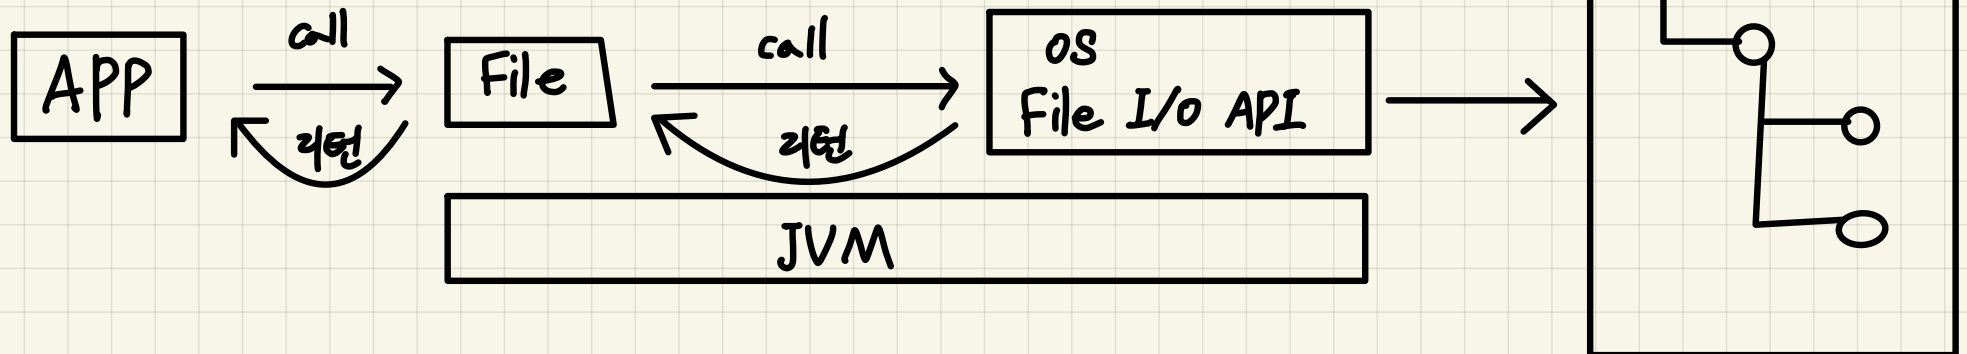 APP
call
리턴
File
call
리턴
OS
File I/O API
JVM